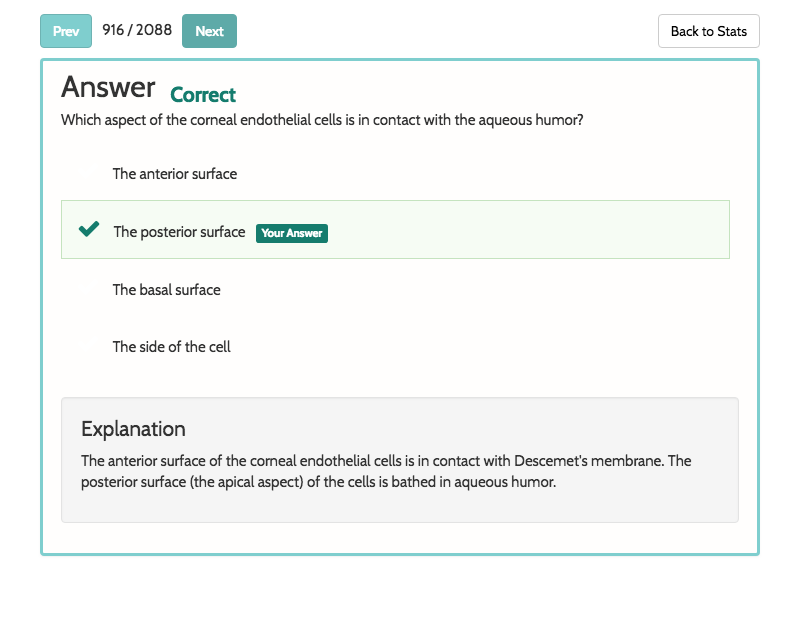 Prev 916 / 2088 Next Back to Stats
Answer Correct
Which aspect of the corneal endothelial cells is in contact with the aqueous humor?
The anterior surface
The posterior surface Your Answer
The basal surface
The side of the cell
Explanation
The anterior surface of the corneal endothelial cells is in contact with Descemet's membrane. The
posterior surface (the apical aspect) of the cells is bathed in aqueous humor.